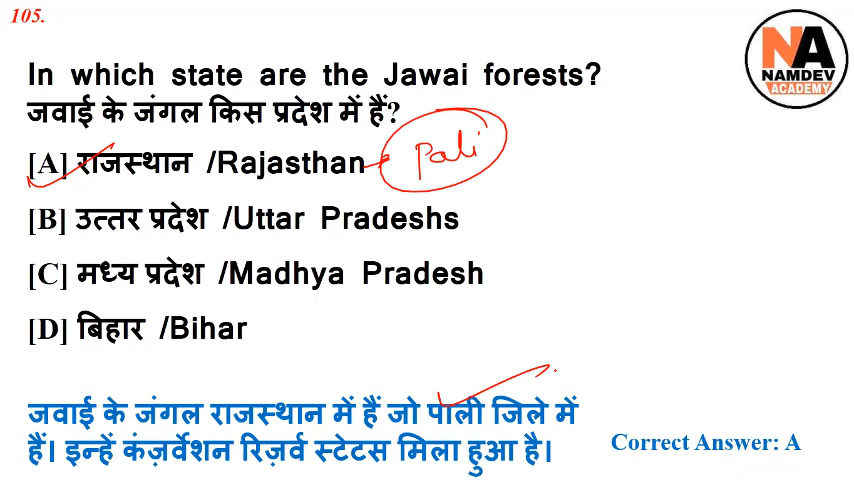 105.
NA
NAMDEV
ACADEMY
In which state are the Jawai forests?
जवाई के जंगल किस प्रदेश में हैं?
[A] राजस्थान /Rajasthan
Pali
[B] उत्तर प्रदेश /Uttar Pradeshs
[C] मध्य प्रदेश /Madhya Pradesh
[D] बिहार /Bihar
जवाई के जंगल राजस्थान में हैं जो पाली जिले में
हैं। इन्हें कंज़र्वेशन रिज़र्व स्टेटस मिला हुआ है।
Correct Answer: A